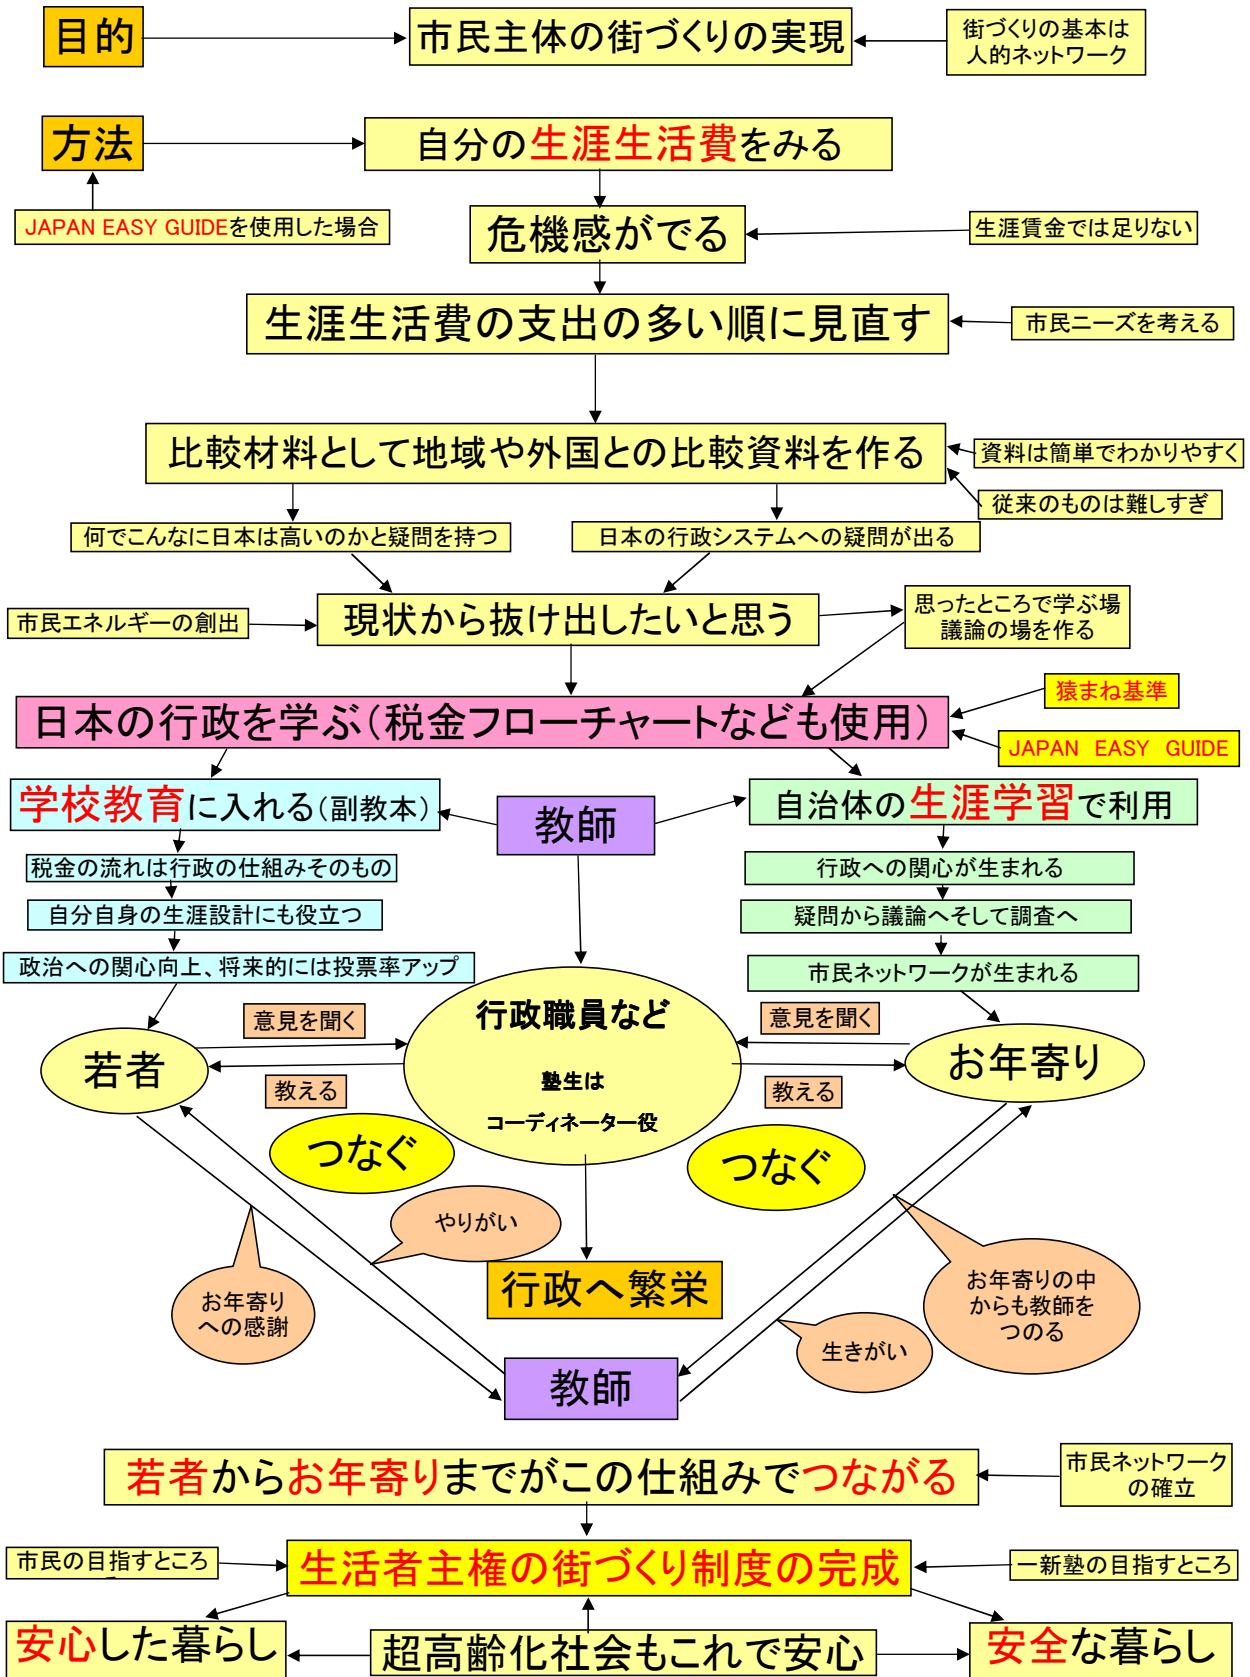 目的
市民主体の街づくりの実現
街づくりの基本は
人的ネットワーク
方法
自分の生涯生活費をみる
JAPAN EASY GUIDEを使用した場合
危機感がでる
生涯賃金では足りない
生涯生活費の支出の多い順に見直す
市民ニーズを考える
比較材料として地域や外国との比較資料を作る
資料は簡単でわかりやすく
従来のものは難しすぎ
何でこんなに日本は高いのかと疑問を持つ
日本の行政システムへの疑問が出る
市民エネルギーの創出
現状から抜け出したいと思う
思ったところで学ぶ場
議論の場を作る
猿まね基準
日本の行政を学ぶ(税金フローチャートなども使用)
JAPAN EASY GUIDE
学校教育に入れる(副教本)
教師
自治体の生涯学習で利用
税金の流れは行政の仕組みそのもの
行政への関心が生まれる
自分自身の生涯設計にも役立つ
疑問から議論へそして調査へ
政治への関心向上、将来的には投票率アップ
市民ネットワークが生まれる
行政職員など
塾生は
コーディネーター役
意見を聞く
意見を聞く
若者
お年寄り
教える
教える
つなぐ
つなぐ
やりがい
お年寄り
への感謝
行政へ繁栄
お年寄りの中
からも教師を
つのる
生きがい
教師
若者からお年寄りまでがこの仕組みでつながる
市民ネットワーク
の確立
市民の目指すところ
生活者主権の街づくり制度の完成
一新塾の目指すところ
安心した暮らし
超高齢化社会もこれで安心
安全な暮らし